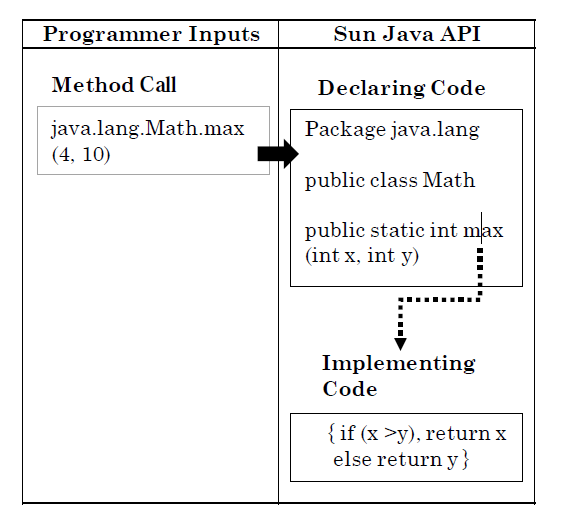 Programmer Inputs
Sun Java API
Method Call
java.lang.Math.max
(4, 10)
Declaring Code
Package java.lang
public class Math
public static int max
(int x, int y)
Implementing
Code
{if (x >y), return x
else return y}